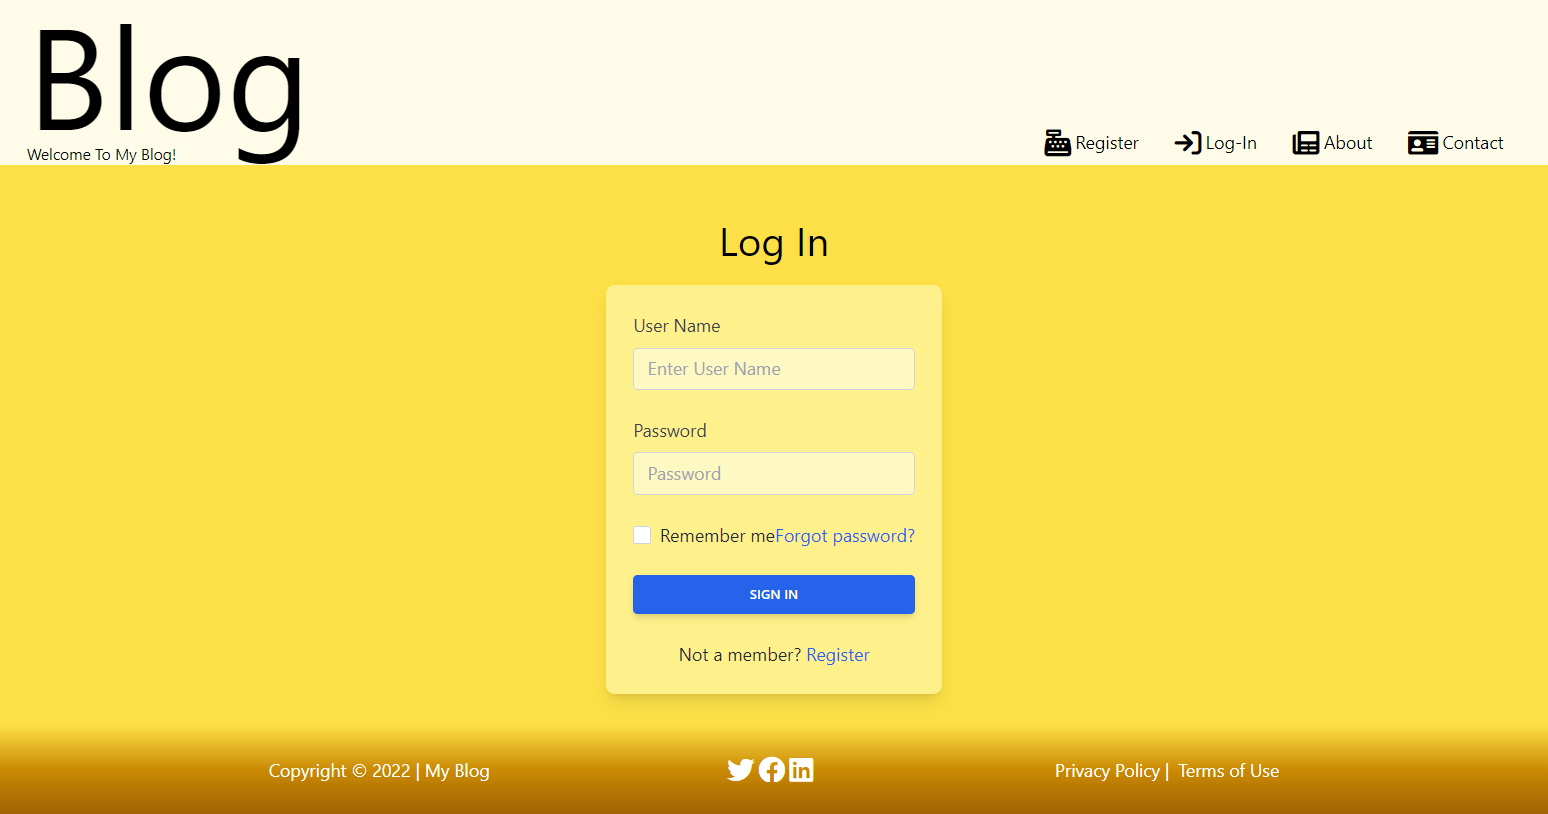 Blog
Welcome To My Blog!
Register Log-In About Contact
Log In
User Name
Enter User Name
Password
Password
Remember meForgot password?
SIGN IN
Not a member? Register
Copyright © 2022 | My Blog
Privacy Policy | Terms of Use